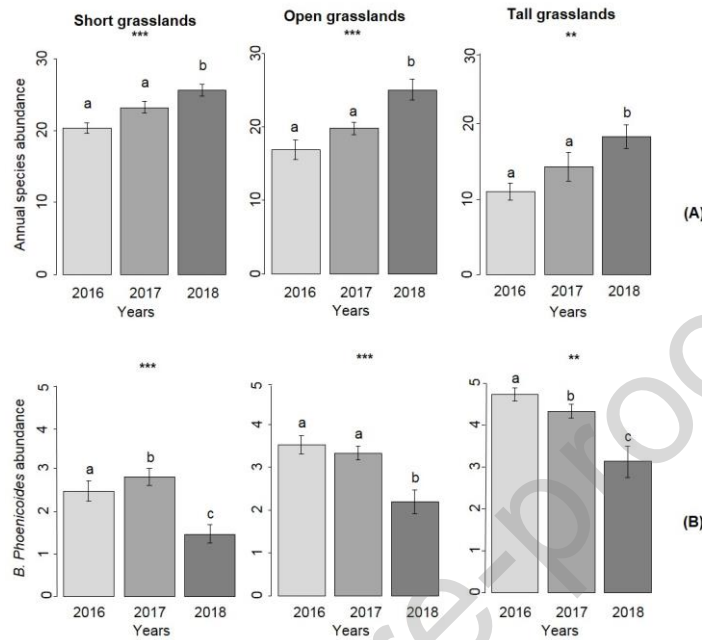 Short grasslands
Open grasslands
Tall grasslands
***
***
**
Annual species abundance
30
20
10
0
a
a
b
2016 2017 2018
Years
30
20
10
0
a
a
b
2016 2017 2018
Years
30
20
10
0
a
a
b
2016 2017 2018
Years
(A)
***
***
**
B. Phoenicoides abundance
5
4
3
2
1
0
a
b
c
2016 2017 2018
Years
5
4
3
2
1
0
a
a
b
2016 2017 2018
Years
5
4
3
2
1
0
a
b
c
2016 2017 2018
Years
(B)
re-proo